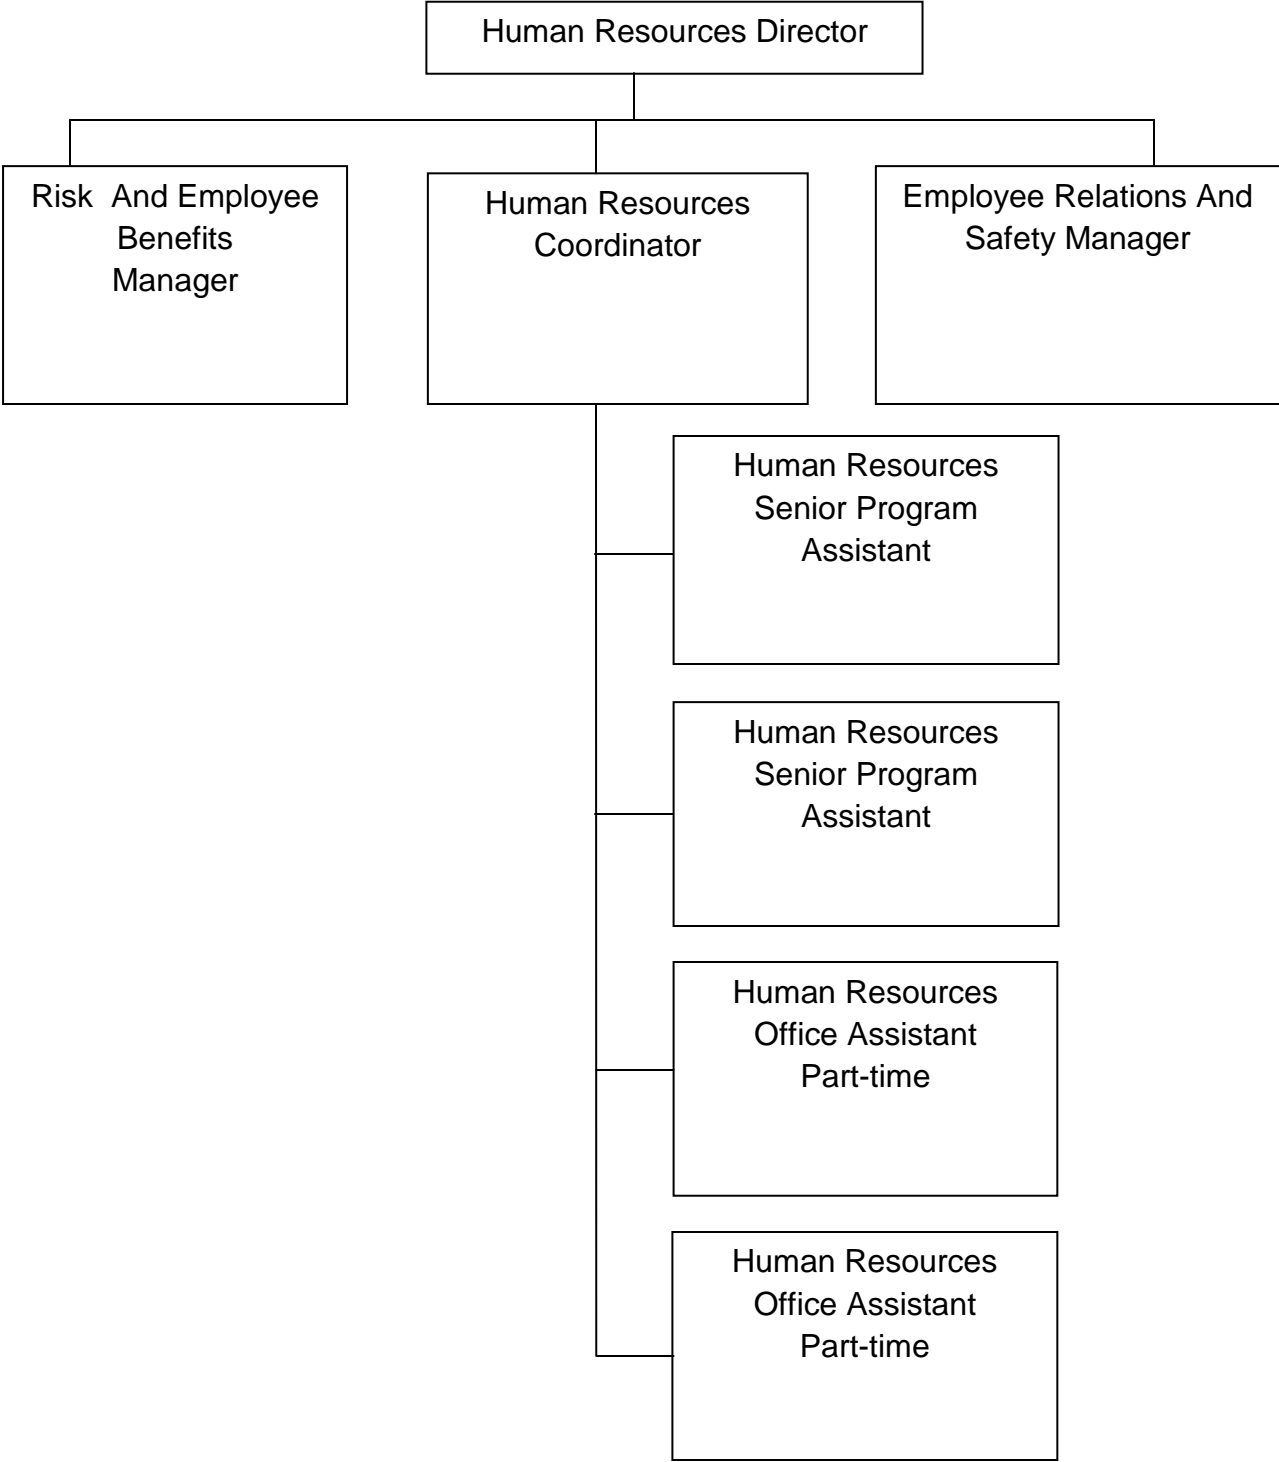 Human Resources Director
Risk And Employee
Benefits
Manager
Human Resources
Coordinator
Employee Relations And
Safety Manager
Human Resources
Senior Program
Assistant
Human Resources
Senior Program
Assistant
Human Resources
Office Assistant
Part-time
Human Resources
Office Assistant
Part-time